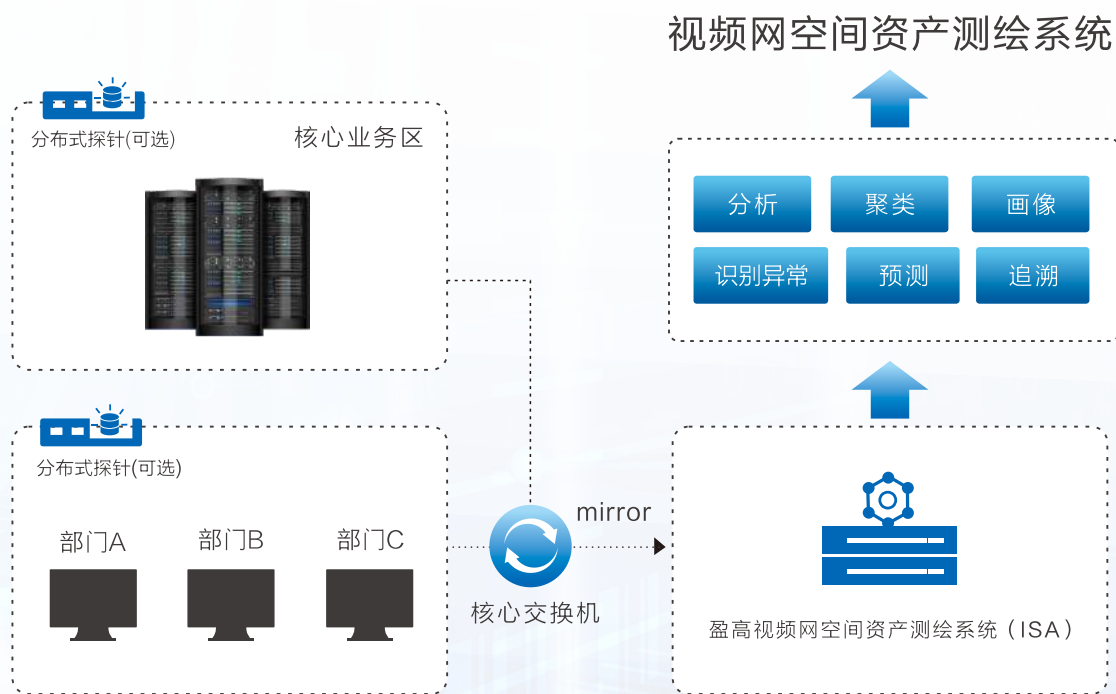 视频网空间资产测绘系统
分布式探针(可选)
核心业务区
分析
聚类
画像
识别异常
预测
追溯
分布式探针(可选)
部门A
部门B
部门C
mirror
核心交换机
盈高视频网空间资产测绘系统(ISA)